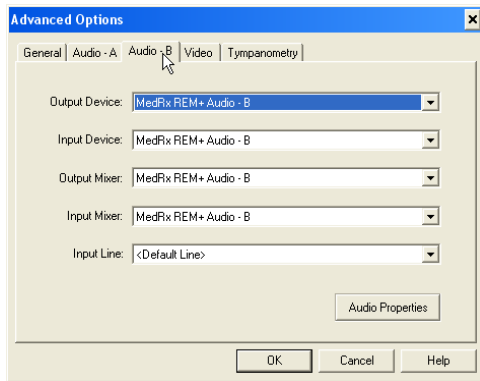 Advanced Options
General Audio - A Audio - B Video Tympanometry
Output Device: MedRx REM+ Audio - B
Input Device: MedRx REM+ Audio - B
Output Mixer: MedRx REM+ Audio - B
Input Mixer: MedRx REM+ Audio - B
Input Line: <Default Line>
Audio Properties
OK Cancel Help